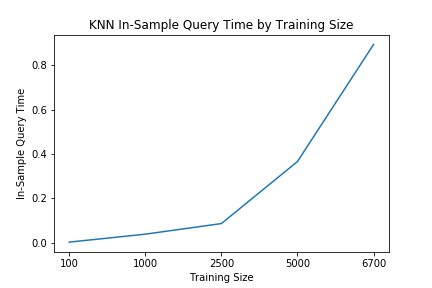 KNN In-Sample Query Time by Training Size
0.8
0.6
0.4
0.2
0.0
In-Sample Query Time
100 1000 2500 5000 6700
Training Size